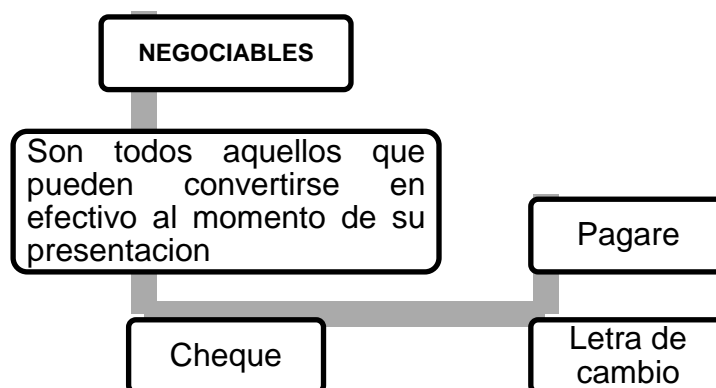 NEGOCIABLES
Son todos aquellos que
pueden convertirse en
efectivo al momento de su
presentacion
Pagare
Cheque
Letra de
cambio